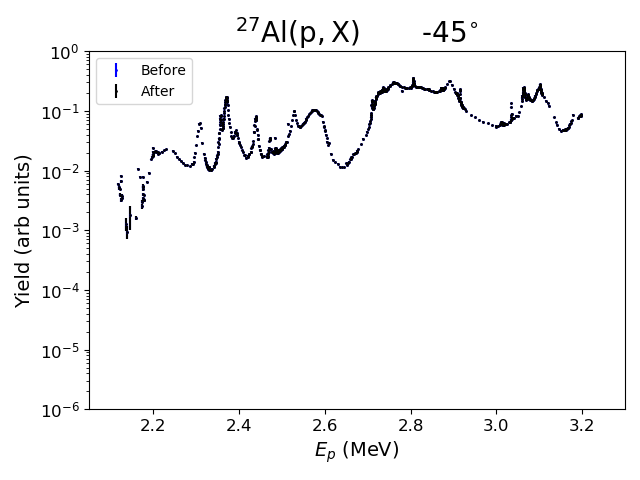 ²⁷Al(p, X) -45°
Before
After
Yield (arb units)
10⁰
10⁻¹
10⁻²
10⁻³
10⁻⁴
10⁻⁵
10⁻⁶
2.2 2.4 2.6 2.8 3.0 3.2
Eₚ (MeV)